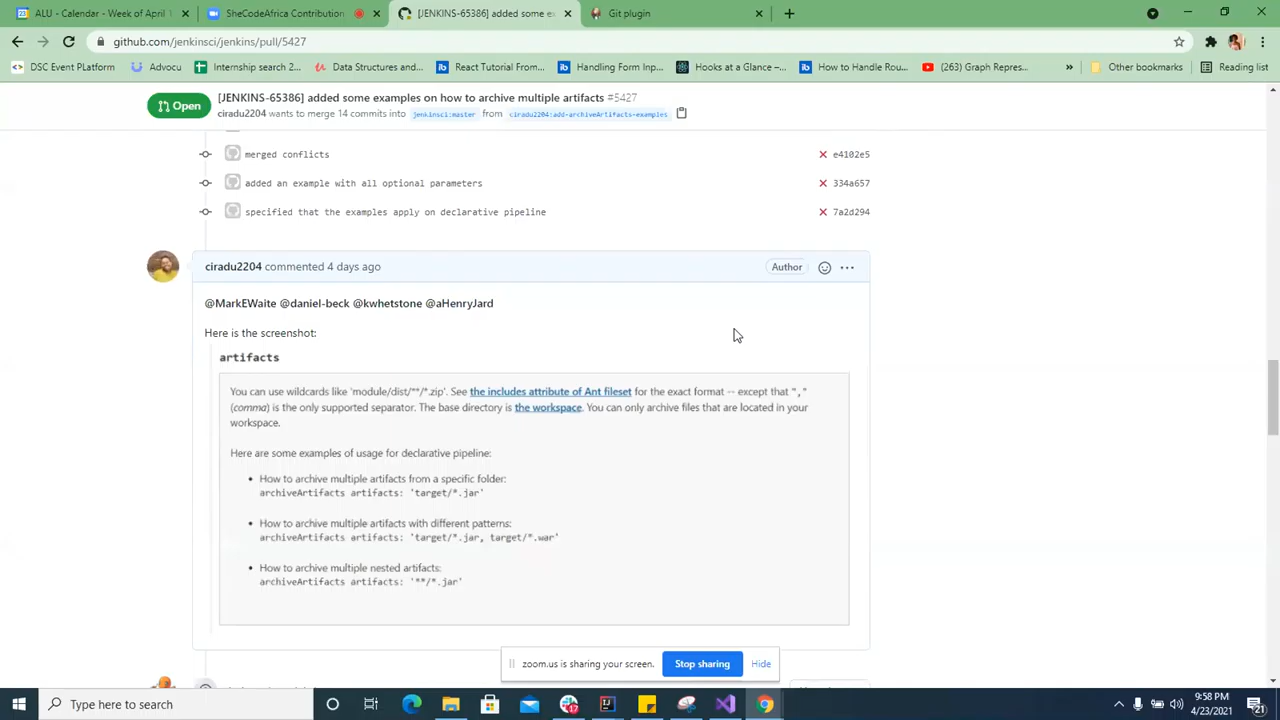 ALU - Calendar - Week of April 1
SheCodeAfrica Contribution
[JENKINS-65386] added some ex
Git plugin
github.com/jenkinsci/jenkins/pull/5427
DSC Event PLatform
Advocu
Internship search 2...
Data Structures and...
React Tutorial From...
Handling Form Inp...
Hooks at a Glance –...
How to Handle Rou...
(263) Graph Repres...
»
Other bookmarks
Reading list
Open
[JENKINS-65386] added some examples on how to archive multiple artifacts #5427
ciradu2204 wants to merge 14 commits into jenkinsci:master from ciradu2204:add-archiveArtifacts-examples
merged conflicts e4102e5
added an example with all optional parameters 334a657
specified that the examples apply on declarative pipeline 7a2d294
ciradu2204 commented 4 days ago Author
@MarkEWaite @daniel-beck @kwhetstone @aHenryJard
Here is the screenshot:
artifacts
You can use wildcards like 'module/dist/**/*.zip'. See the includes attribute of Ant fileset for the exact format -- except that ","
(comma) is the only supported separator. The base directory is the workspace. You can only archive files that are located in your
workspace.
Here are some examples of usage for declarative pipeline:
• How to archive multiple artifacts from a specific folder:
archiveArtifacts artifacts: 'target/*.jar'
• How to archive multiple artifacts with different patterns:
archiveArtifacts artifacts: 'target/*.jar, target/*.war'
• How to archive multiple nested artifacts:
archiveArtifacts artifacts: '**/*.jar'
zoom.us is sharing your screen.
Stop sharing
Hide
Type here to search
9:58 PM
4/23/2021
21